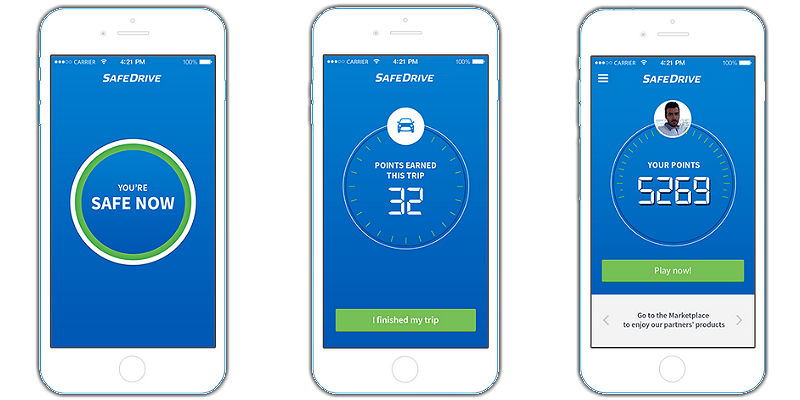 ●●●○○ CARRIER 4:21 PM 100%
SAFEDRIVE
YOU'RE
SAFE NOW
●●●○○ CARRIER 4:21 PM 100%
SAFEDRIVE
POINTS EARNED
THIS TRIP
32
I finished my trip
●●●○○ CARRIER 4:21 PM 100%
SAFEDRIVE
YOUR POINTS
5269
Play now!
Go to the Marketplace
to enjoy our partners' products